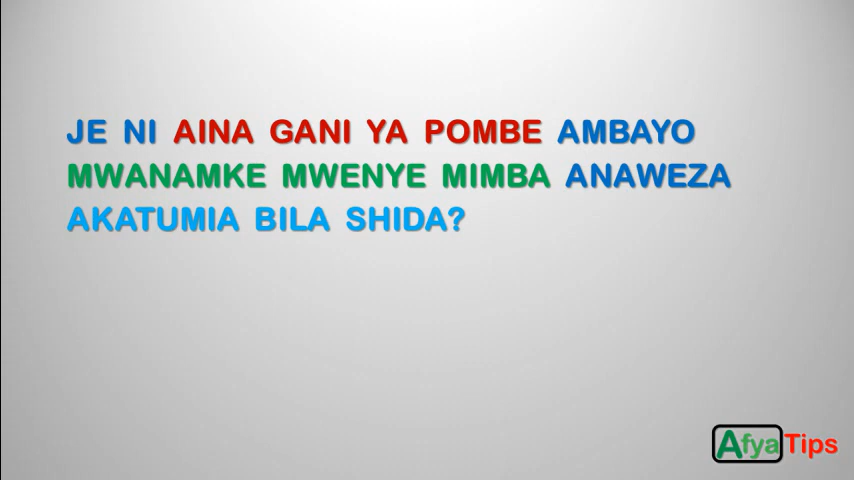 JE NI AINA GANI YA POMBE AMBAYO
MWANAMKE MWENYE MIMBA ANAWEZA
AKATUMIA BILA SHIDA?
AfyaTips